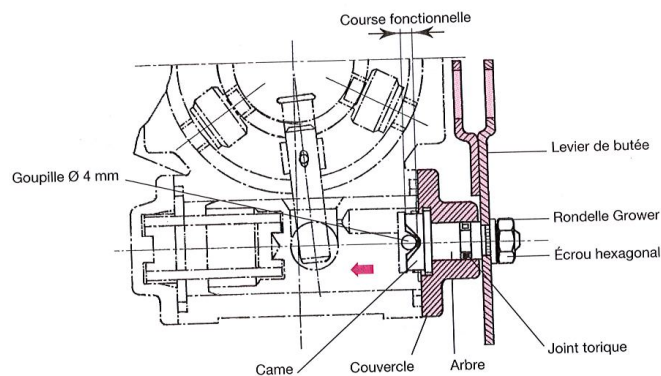 Course fonctionnelle
Levier de butée
Goupille Ø 4 mm
Rondelle Grower
Écrou hexagonal
Joint torique
Came
Couvercle
Arbre